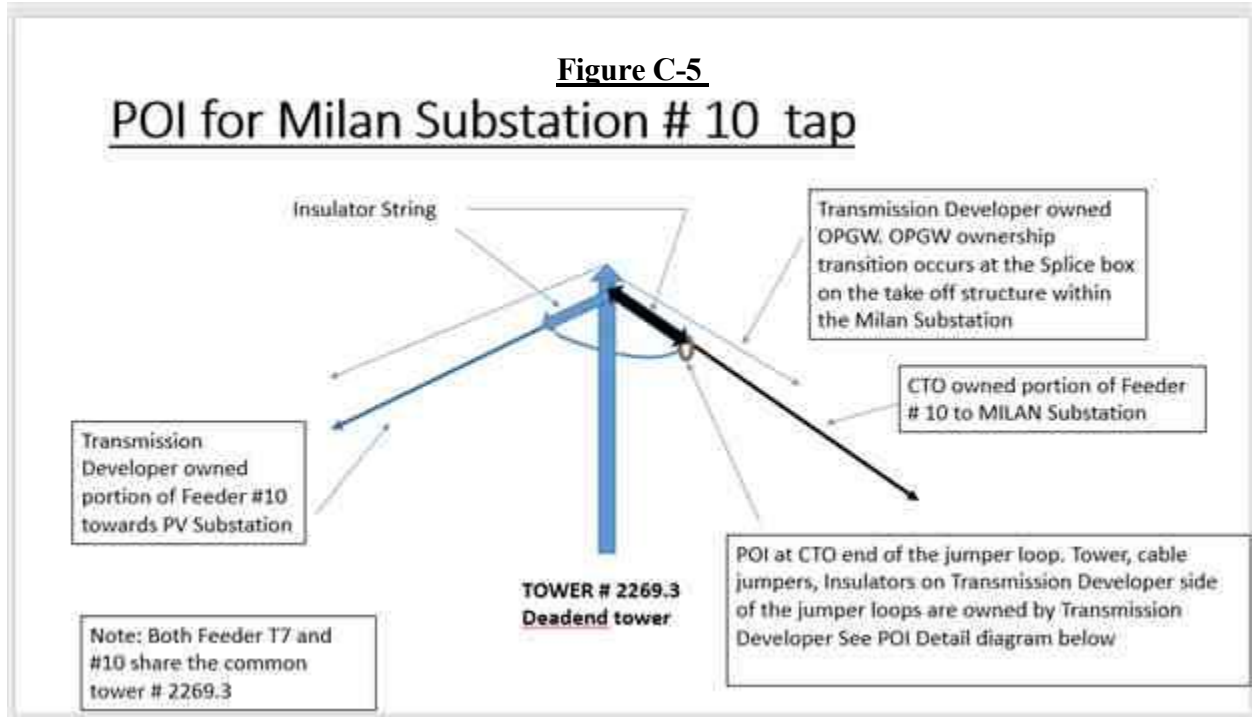 Figure C-5
POI for Milan Substation # 10 tap
Insulator String
Transmission Developer owned
OPGW. OPGW ownership
transition occurs at the Splice box
on the take off structure within
the Milan Substation
CTO owned portion of Feeder
# 10 to MILAN Substation
Transmission
Developer owned
portion of Feeder #10
towards PV Substation
POI at CTO end of the jumper loop. Tower, cable
jumpers, Insulators on Transmission Developer side
of the jumper loops are owned by Transmission
Developer See POI Detail diagram below
TOWER # 2269.3
Deadend tower
Note: Both Feeder T7 and
#10 share the common
tower # 2269.3